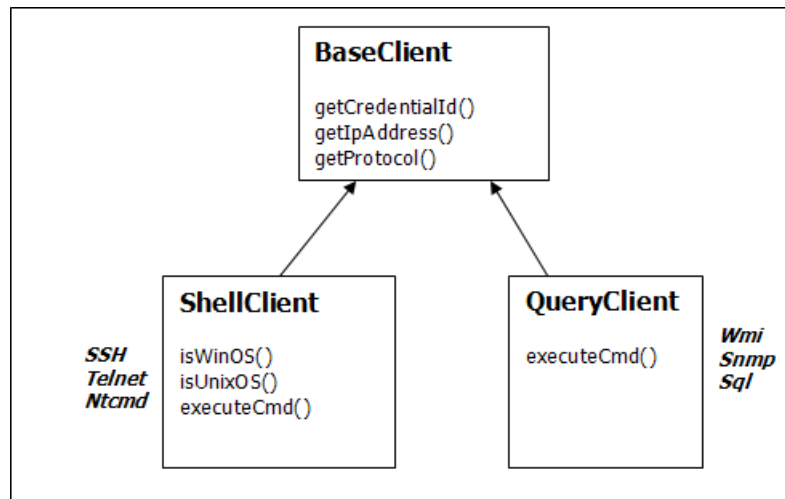 BaseClient
getCredentialId()
getIpAddress()
getProtocol()
ShellClient
isWinOS()
isUnixOS()
executeCmd()
SSH
Telnet
Ntcmd
QueryClient
executeCmd()
Wmi
Snmp
Sql